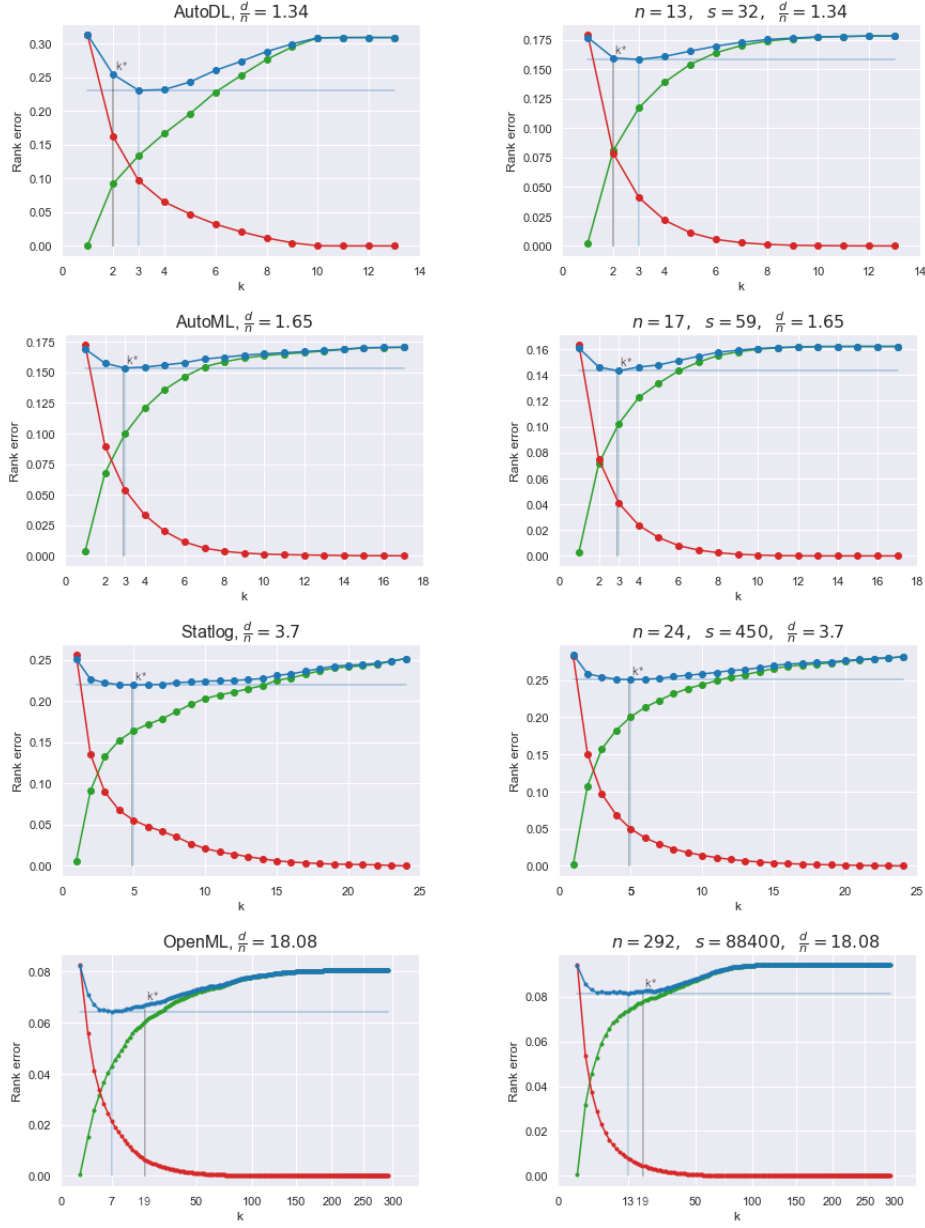 AutoDL, d/n = 1.34
Rank error
0.30
0.25
0.20
0.15
0.10
0.05
0.00
k*
0 2 3 4 6 8 10 12 14
k
n = 13, s = 32, d/n = 1.34
Rank error
0.175
0.150
0.125
0.100
0.075
0.050
0.025
0.000
k*
0 2 3 4 6 8 10 12 14
k
AutoML, d/n = 1.65
Rank error
0.175
0.150
0.125
0.100
0.075
0.050
0.025
0.000
k*
0 2 3 4 6 8 10 12 14 16 18
k
n = 17, s = 59, d/n = 1.65
Rank error
0.16
0.14
0.12
0.10
0.08
0.06
0.04
0.02
0.00
k*
0 2 3 4 6 8 10 12 14 16 18
k
Statlog, d/n = 3.7
Rank error
0.25
0.20
0.15
0.10
0.05
0.00
k*
0 5 10 15 20 25
k
n = 24, s = 450, d/n = 3.7
Rank error
0.25
0.20
0.15
0.10
0.05
0.00
k*
0 5 10 15 20 25
k
OpenML, d/n = 18.08
Rank error
0.08
0.06
0.04
0.02
0.00
k*
0 7 19 50 100 150 200 250 300
k
n = 292, s = 88400, d/n = 18.08
Rank error
0.08
0.06
0.04
0.02
0.00
k*
0 13 19 50 100 150 200 250 300
k